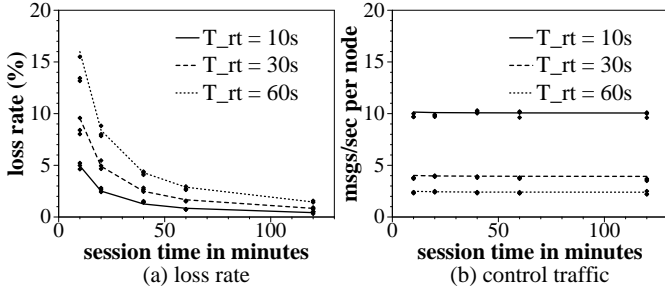 loss rate (%)
20
15
10
5
0
0
50
100
T_rt = 10s
T_rt = 30s
T_rt = 60s
session time in minutes
(a) loss rate
msgs/sec per node
20
15
10
5
0
0
50
100
T_rt = 10s
T_rt = 30s
T_rt = 60s
session time in minutes
(b) control traffic